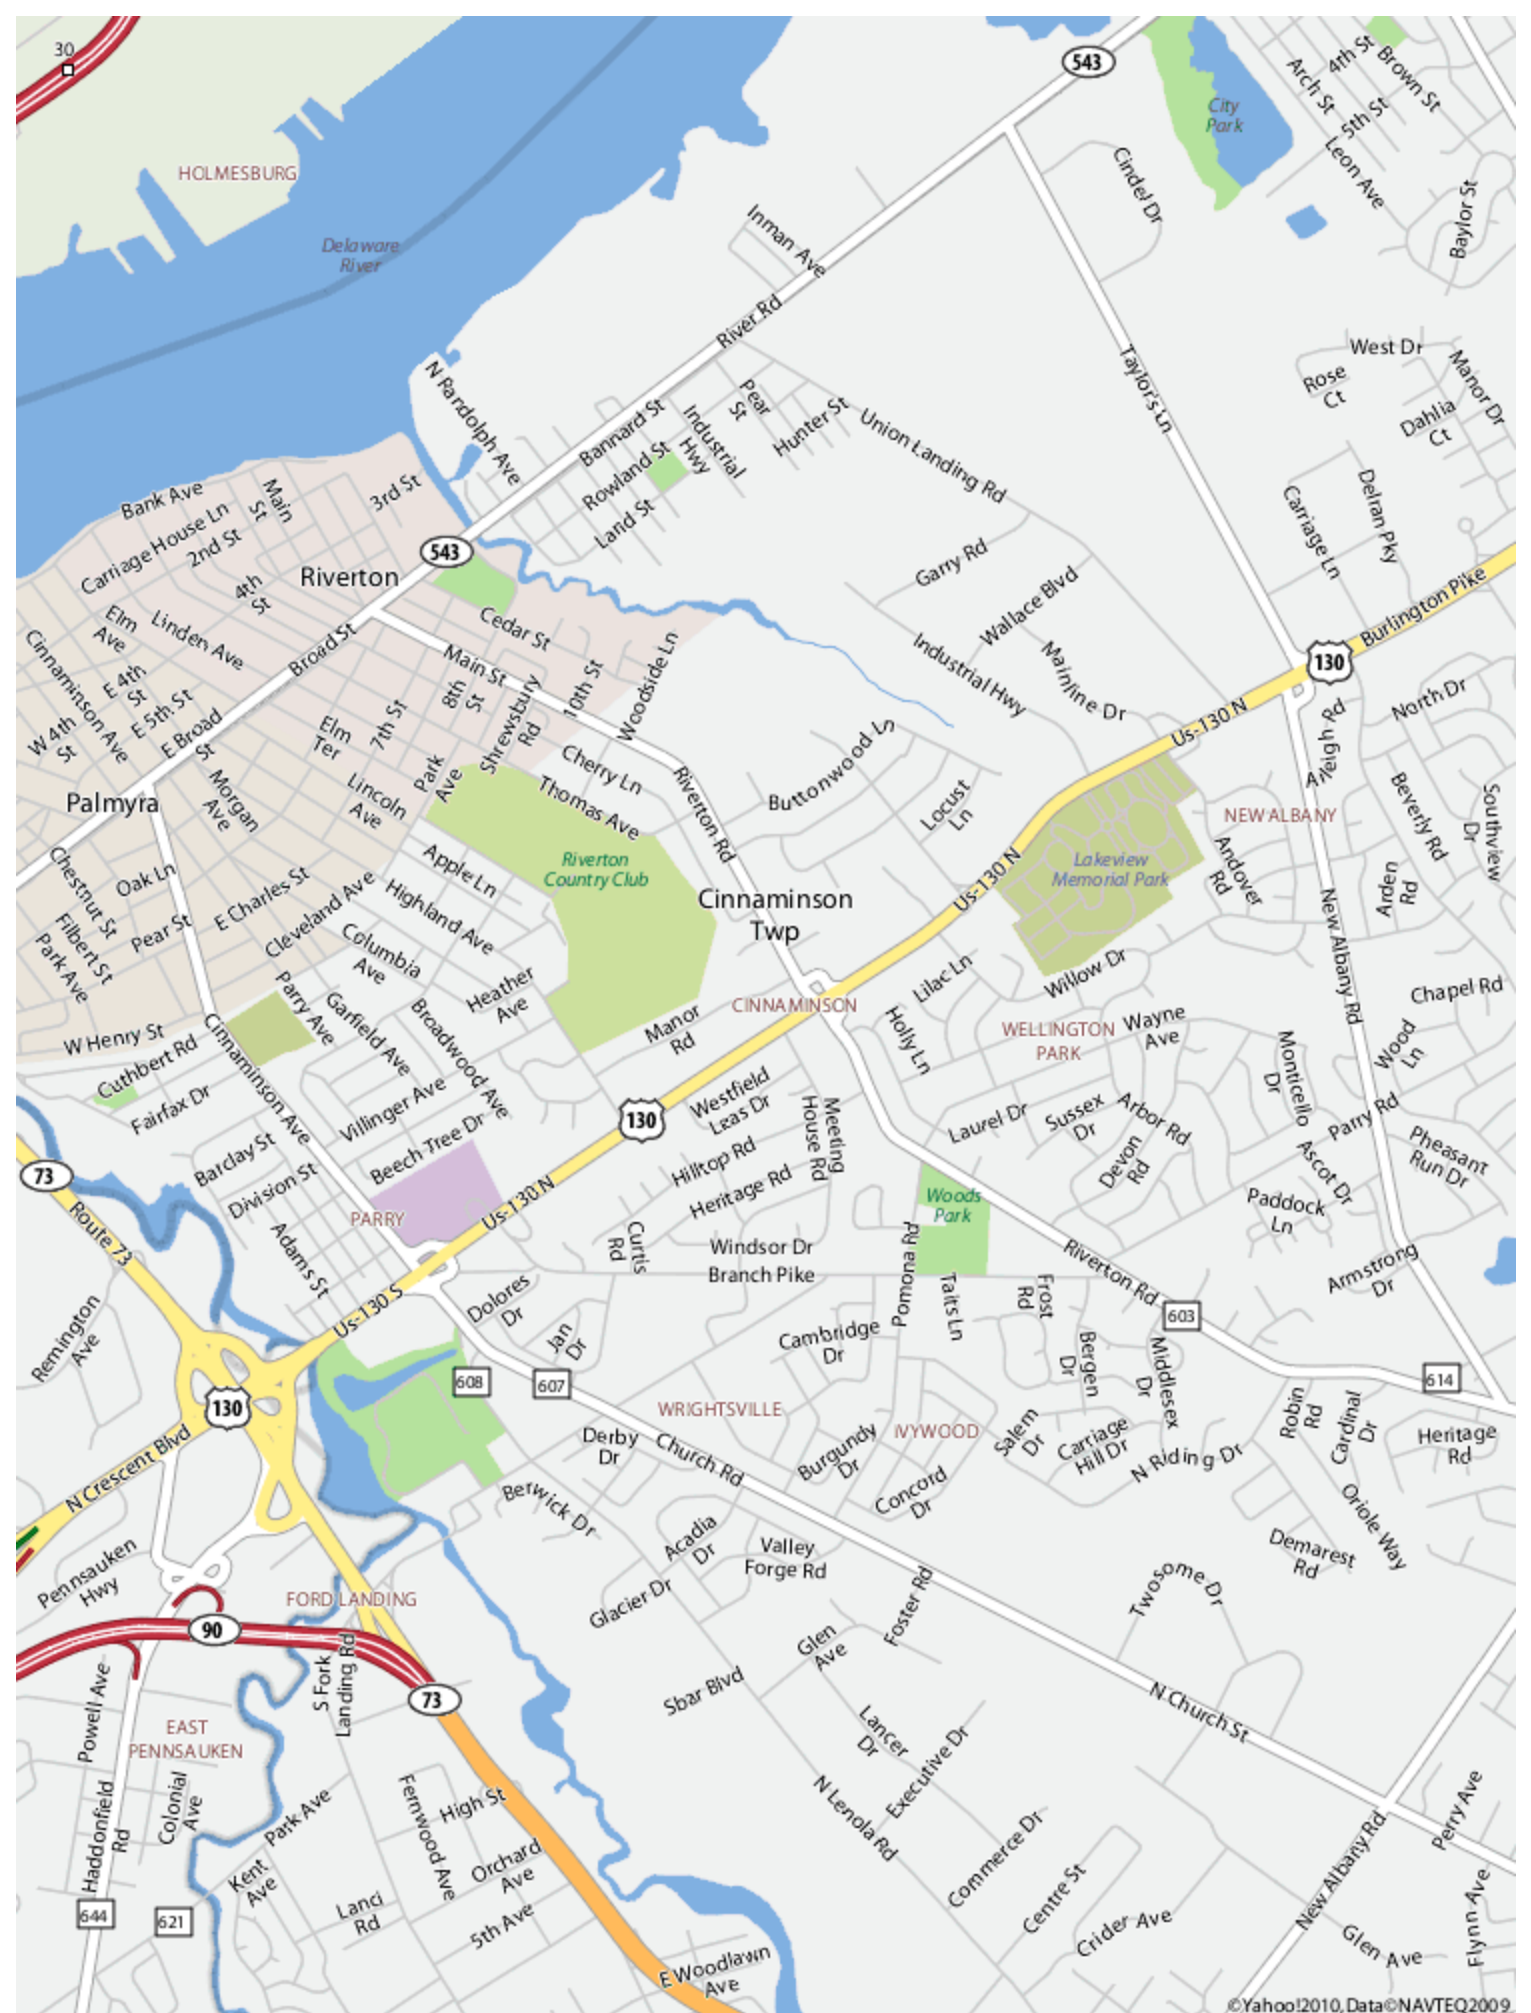 30
543
4th St
Brown St
Arch St
City
Park
5th St
Leon Ave
HOLMESBURG
Cindel Dr
Baylor St
Delaware
River
Inman Ave
River Rd
Taylor's Ln
West Dr
Rose
Ct
Manor Dr
Dahlia
Ct
N Randolph Ave
Bannard St
Industrial
Hwy
Pear
St
Hunter St
Union Landing Rd
Rowland St
Land St
Bank Ave
Main
St
3rd St
Carriage House Ln
2nd St
Carriage Ln
Delran Pky
543
Riverton
4th
St
Garry Rd
Wallace Blvd
Burlington Pike
Elm
Ave
Linden Ave
Broad St
Cedar St
Main St
Woodside Ln
Industrial Hwy
Mainline Dr
130
Cinnaminson Ave
E 4th
St
E 5th St
W 4th
St
E Broad
St
8th
St
Shrewsbury
Rd
10th St
Us-130 N
North Dr
Elm
Ter
7th St
Park
Ave
Cherry Ln
Buttonwood Ln
Alright Rd
Palmyra
Morgan
Ave
Lincoln
Ave
Thomas Ave
Riverton Rd
Locust
Ln
NEW ALBANY
Beverly Rd
Southview
Dr
Chestnut St
Oak Ln
Apple Ln
Riverton
Country Club
Us-130 N
Lakeview
Memorial Park
Andover
Rd
Arden
Rd
Filbert St
Park Ave
Pear St
E Charles St
Cleveland Ave
Highland Ave
Cinnaminson
Twp
New Albany Rd
Columbia
Ave
Heather
Ave
Lilac Ln
Willow Dr
Chapel Rd
W Henry St
Parry Ave
Garfield Ave
Broadwood Ave
Manor
Rd
CINNAMINSON
Holly Ln
WELLINGTON
PARK
Wayne
Ave
Monticello
Dr
Wood
Ln
Cuthbert Rd
Fairfax Dr
Cinnaminson Ave
Villinger Ave
130
Westfield
Leas Dr
Meeting
House Rd
Laurel Dr
Sussex
Dr
Arbor Rd
Parry Rd
Barclay St
Beech Tree Dr
Hilltop Rd
Devon
Rd
Ascot Dr
Pheasant
Run Dr
73
Division St
Heritage Rd
Woods
Park
Paddock
Ln
Route 73
Adams St
PARRY
Us-130 N
Curtis
Rd
Windsor Dr
Branch Pike
Pomona Rd
Riverton Rd
Armstrong
Dr
Us-130 S
Dolores
Dr
Taits Ln
Frost
Rd
603
Remington
Ave
Jan
Dr
Cambridge
Dr
Bergen
Dr
Middlesex
Dr
608
607
614
130
WRIGHTSVILLE
IVYWOOD
Robin
Rd
Cardinal
Dr
Heritage
Rd
N Crescent Blvd
Derby
Dr
Church Rd
Burgundy
Dr
Salem
Dr
Carriage
Hill Dr
N Riding Dr
Berwick Dr
Concord
Dr
Oriole Way
Pennsauken
Hwy
Acadia
Dr
Valley
Forge Rd
Demarest
Rd
FORD LANDING
Glacier Dr
Foster Rd
Twosome Dr
90
S Fork
Landing Rd
Glen
Ave
73
Powell Ave
Sbar Blvd
N Church St
EAST
PENNSAUKEN
Lancer
Dr
Executive Dr
Haddonfield
Rd
Colonial
Ave
Park Ave
Fernwood Ave
High St
N Lenola Rd
Perry Ave
Kent
Ave
Orchard
Ave
Commerce Dr
New Albany Rd
644
621
Lanci
Rd
5th Ave
Centre St
Crider Ave
Glen Ave
Flynn Ave
E Woodlawn
Ave
©Yahoo!2010, Data©NAVTEQ2009